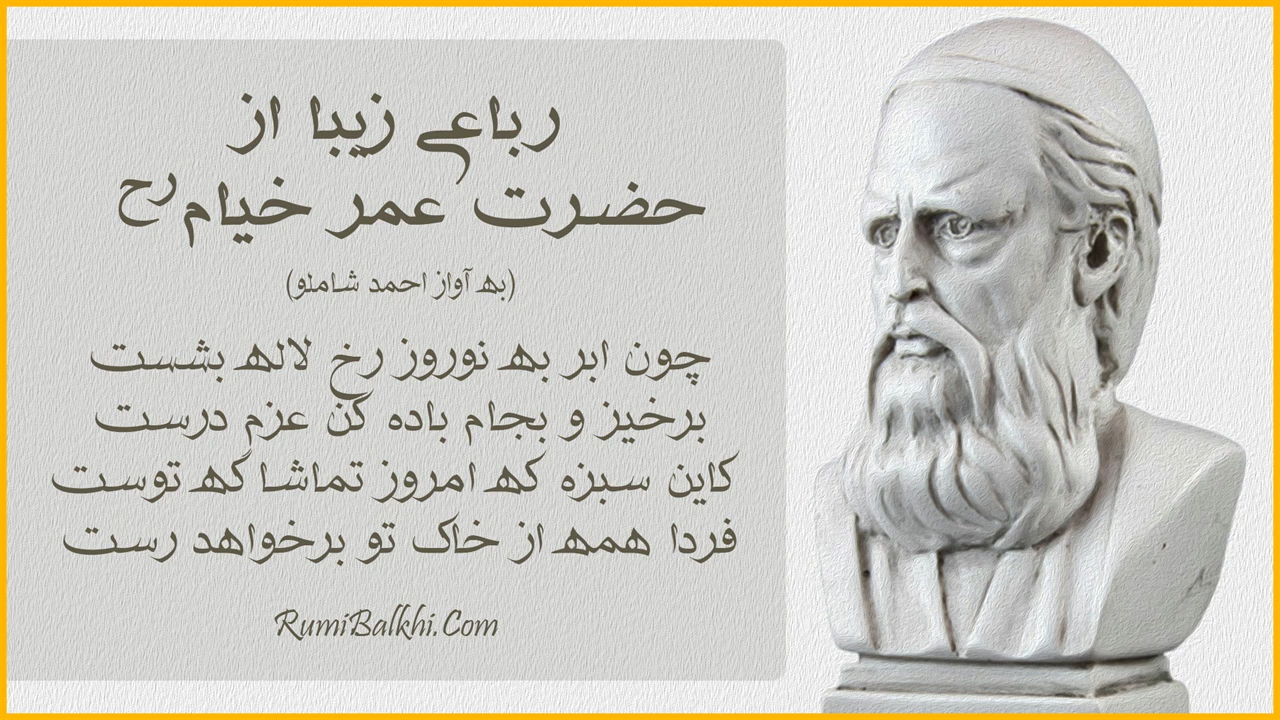 رباعی زیبا از
حضرت عمر خیام رح
(به آواز احمد شاملو)
چون ابر به نوروز رخ لاله بشست
برخیز و بجام باده کن عزم درست
کاین سبزه که امروز تماشا گه توست
فردا همه از خاک تو برخواهد رست
RumiBalkhi.Com